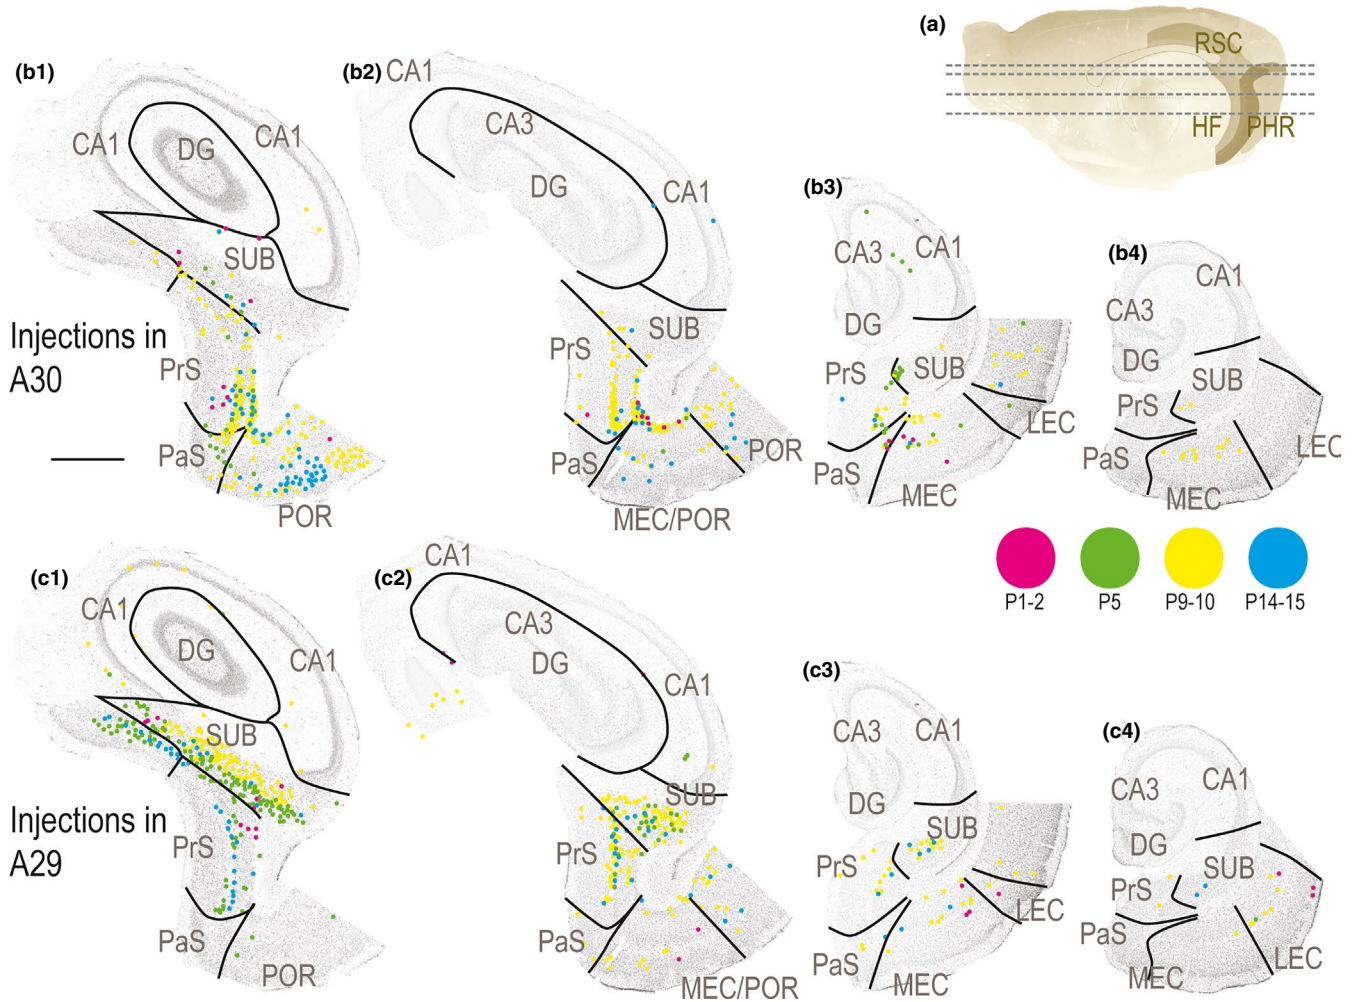 (a)
RSC
HF
PHR
(b1)
CA1
DG
CA1
SUB
Injections in
A30
PrS
PaS
POR
(b2)
CA1
CA3
DG
CA1
SUB
PrS
PaS
POR
MEC/POR
(b3)
CA3
CA1
DG
SUB
PrS
LEC
PaS
MEC
(b4)
CA1
CA3
DG
SUB
PrS
LEC
PaS
MEC
P1-2
P5
P9-10
P14-15
(c1)
CA1
DG
CA1
SUB
Injections in
A29
PrS
PaS
POR
(c2)
CA1
CA3
DG
CA1
SUB
PrS
PaS
MEC/POR
(c3)
CA3
CA1
DG
SUB
PrS
LEC
PaS
MEC
(c4)
CA1
CA3
DG
SUB
PrS
PaS
LEC
MEC